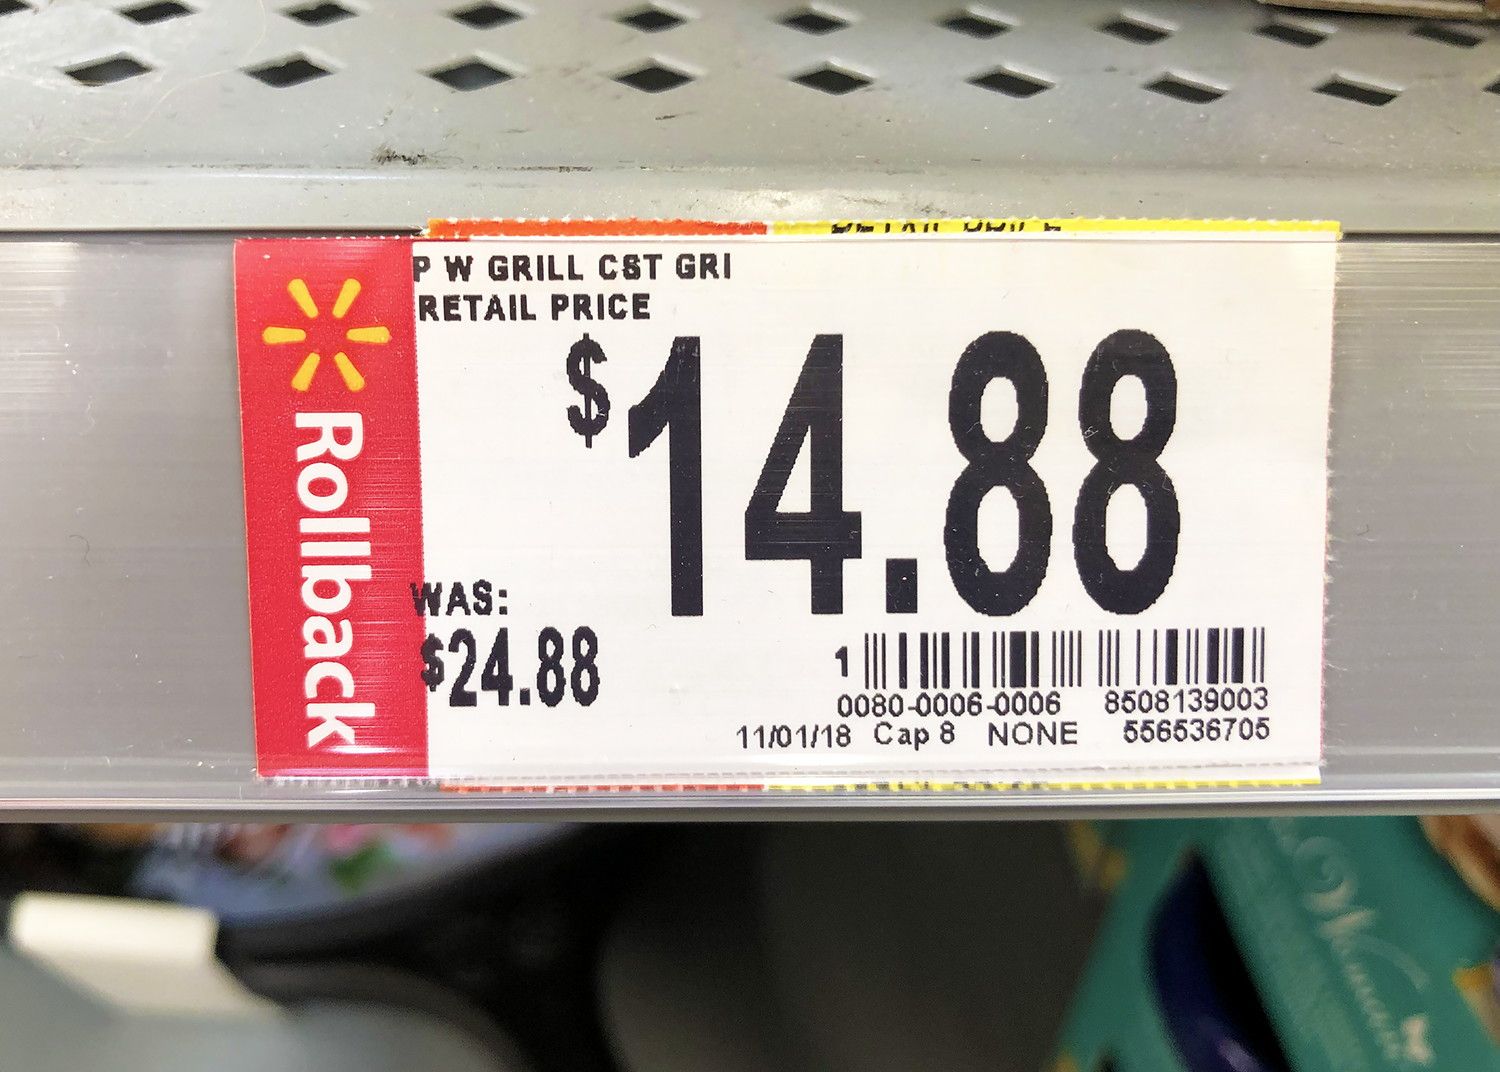 P W GRILL CST GRI
RETAIL PRICE
$14.88
Rollback
WAS:
$24.88
1
0080-0006-0006 8508139003
11/01/18 Cap 8 NONE 556536705